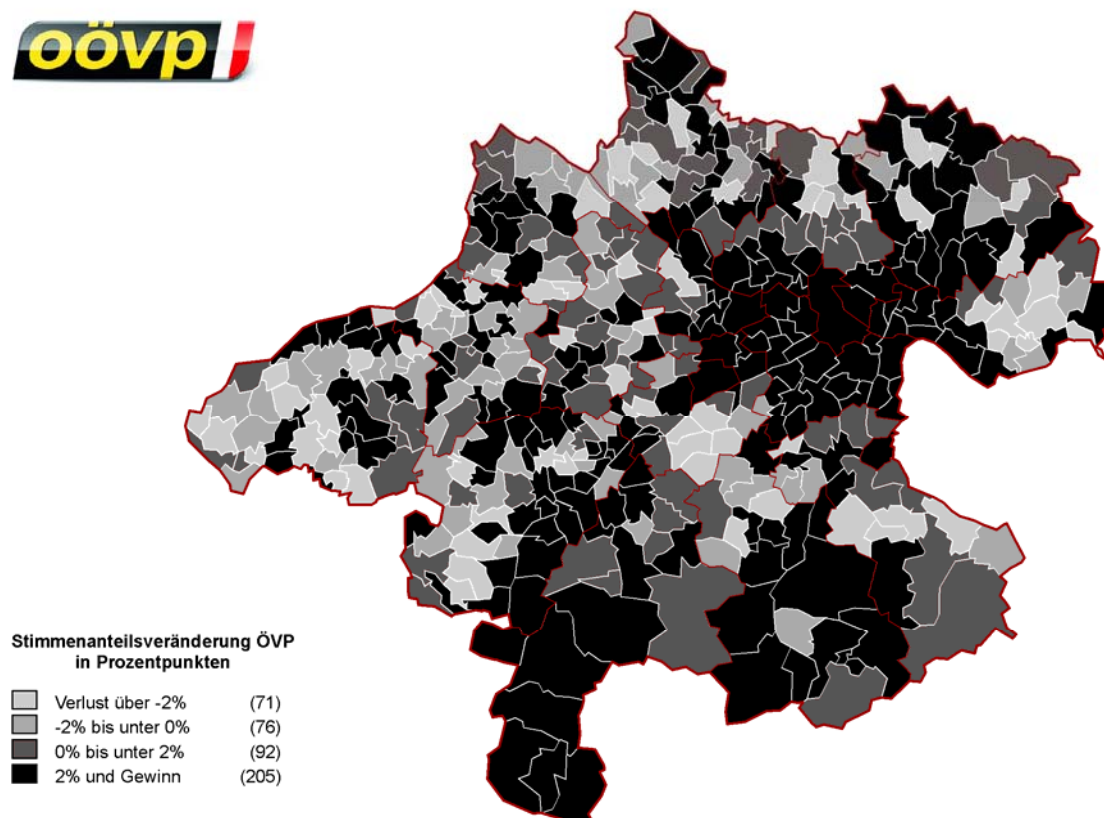 oövp
Stimmenanteilsveränderung ÖVP
in Prozentpunkten
Verlust über -2% (71)
-2% bis unter 0% (76)
0% bis unter 2% (92)
2% und Gewinn (205)